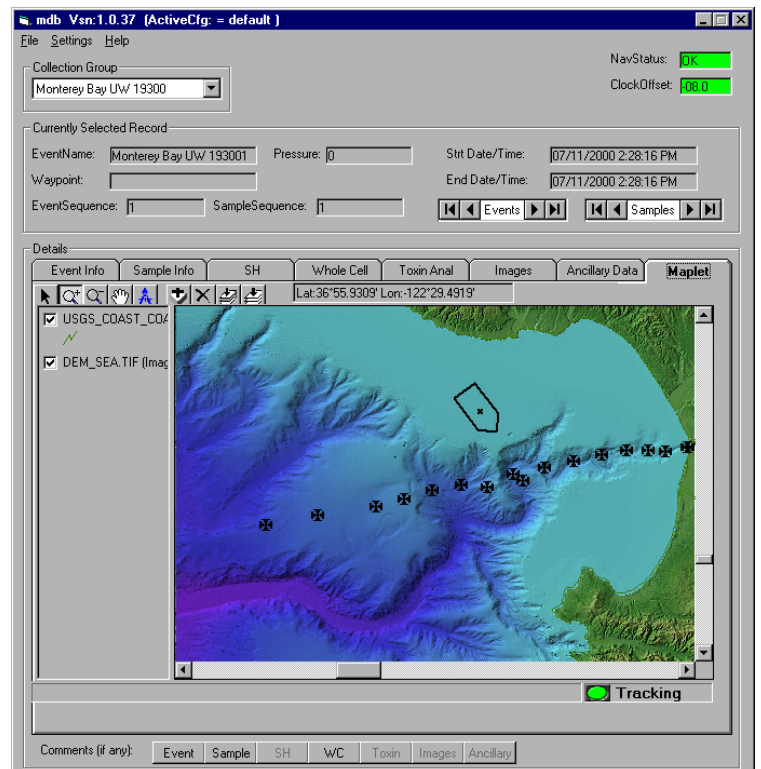 mdb Vsn:1.0.37 (ActiveCfg: = default )
File Settings Help
NavStatus: OK
Collection Group
Monterey Bay UW 19300
ClockOffset: -08.0
Currently Selected Record
EventName: Monterey Bay UW 193001 Pressure: 0 Strt Date/Time: 07/11/2000 2:28:16 PM
Waypoint: End Date/Time: 07/11/2000 2:28:16 PM
EventSequence: 1 SampleSequence: 1 Events Samples
Details
Event Info Sample Info SH Whole Cell Toxin Anal Images Ancillary Data Maplet
Lat:36°55.9309' Lon:-122°29.4919'
USGS_COAST_CO
DEM_SEA.TIF (Imag
Tracking
Comments (if any): Event Sample SH WC Toxin Images Ancillary